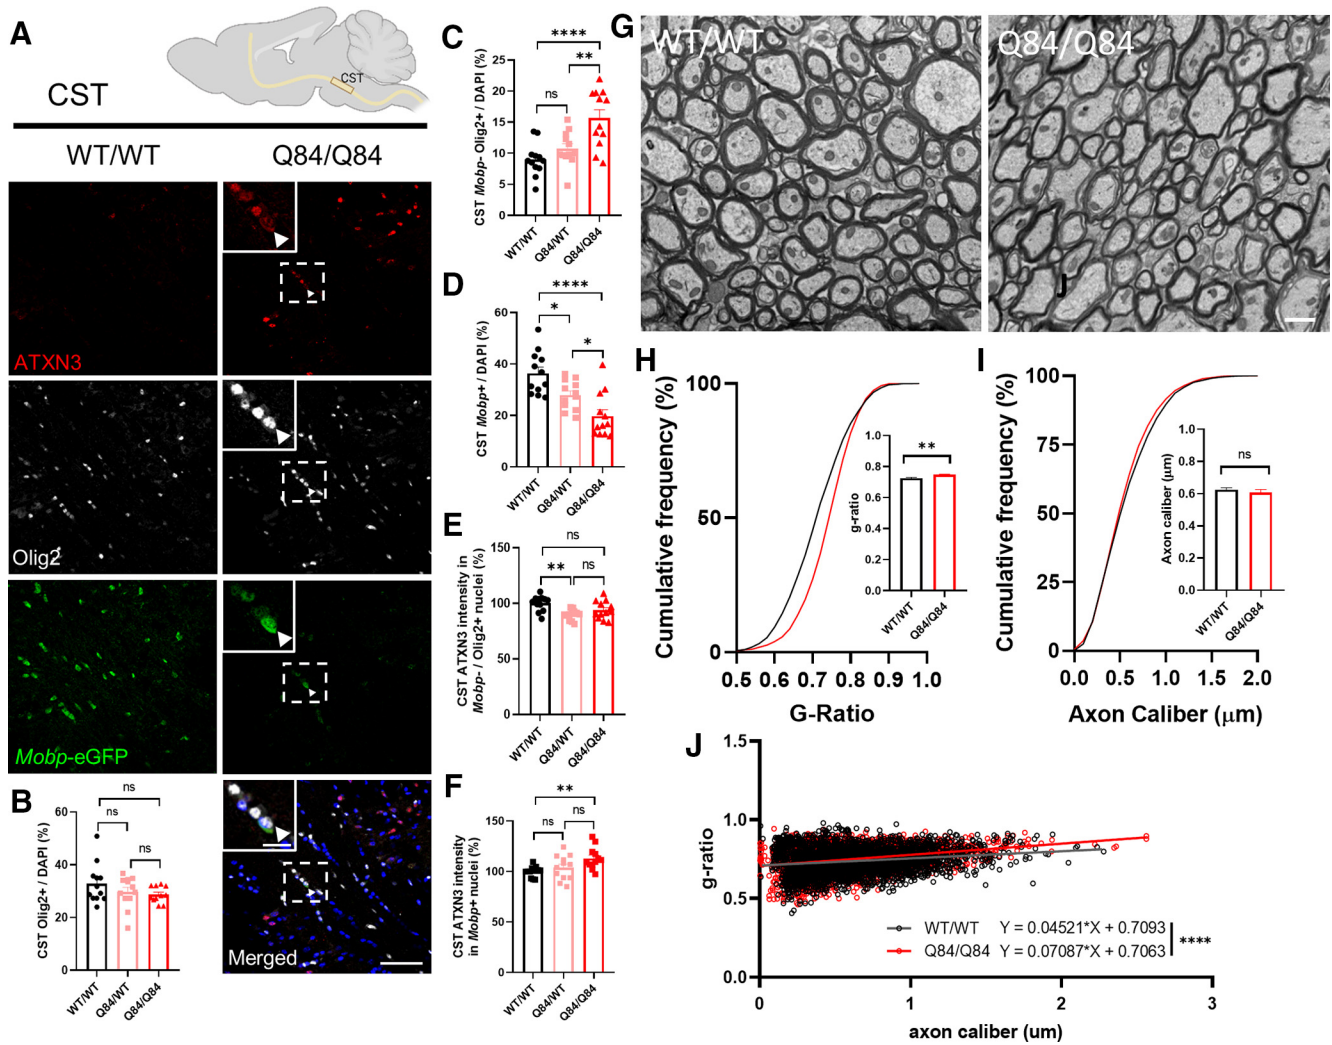 A
CST
CST
WT/WT
Q84/Q84
ATXN3
Olig2
Mobp-eGFP
Merged
B
CST Olig2+ / DAPI (%)
60
40
20
0
ns
ns
ns
WT/WT
Q84/WT
Q84/Q84
C
CST Mobp- Olig2+ / DAPI (%)
25
20
15
10
5
0
****
**
ns
WT/WT
Q84/WT
Q84/Q84
D
CST Mobp+ / DAPI (%)
60
40
20
0
****
*
*
WT/WT
Q84/WT
Q84/Q84
E
CST ATXN3 intensity in
Mobp- / Olig2+ nuclei (%)
150
100
50
0
ns
**
ns
WT/WT
Q84/WT
Q84/Q84
F
CST ATXN3 intensity
in Mobp+ nuclei (%)
150
100
50
0
**
ns
ns
WT/WT
Q84/WT
Q84/Q84
G
WT/WT
Q84/Q84
J
H
Cumulative frequency (%)
100
50
0
0.5 0.6 0.7 0.8 0.9 1.0
G-Ratio
g-ratio
1.0
0.8
0.6
0.4
0.2
0.0
**
WT/WT
Q84/Q84
I
Cumulative frequency (%)
100
75
50
25
0
0.0 0.5 1.0 1.5 2.0
Axon Caliber (μm)
Axon caliber (μm)
1.0
0.8
0.6
0.4
0.2
0.0
ns
WT/WT
Q84/Q84
J
g-ratio
1.5
1.0
0.5
0.0
0 1 2 3
axon caliber (um)
WT/WT Y = 0.04521*X + 0.7093
Q84/Q84 Y = 0.07087*X + 0.7063
****